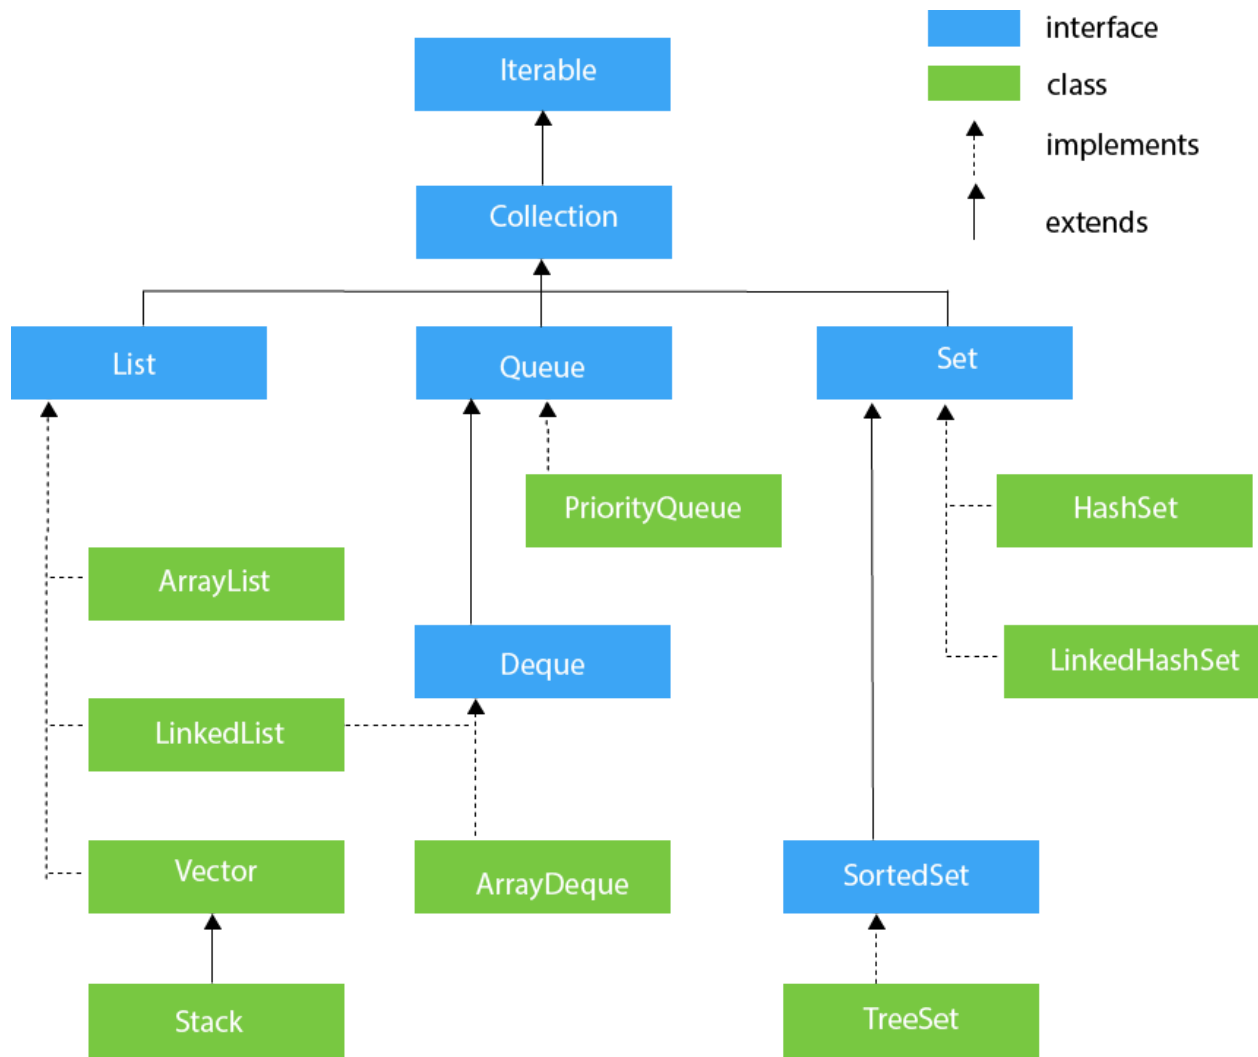 Iterable
interface
class
implements
extends
Collection
List
Queue
Set
PriorityQueue
HashSet
ArrayList
Deque
LinkedHashSet
LinkedList
Vector
ArrayDeque
SortedSet
Stack
TreeSet